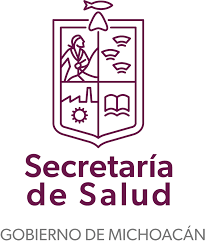 Secretaría
de Salud
GOBIERNO DE MICHOACÁN